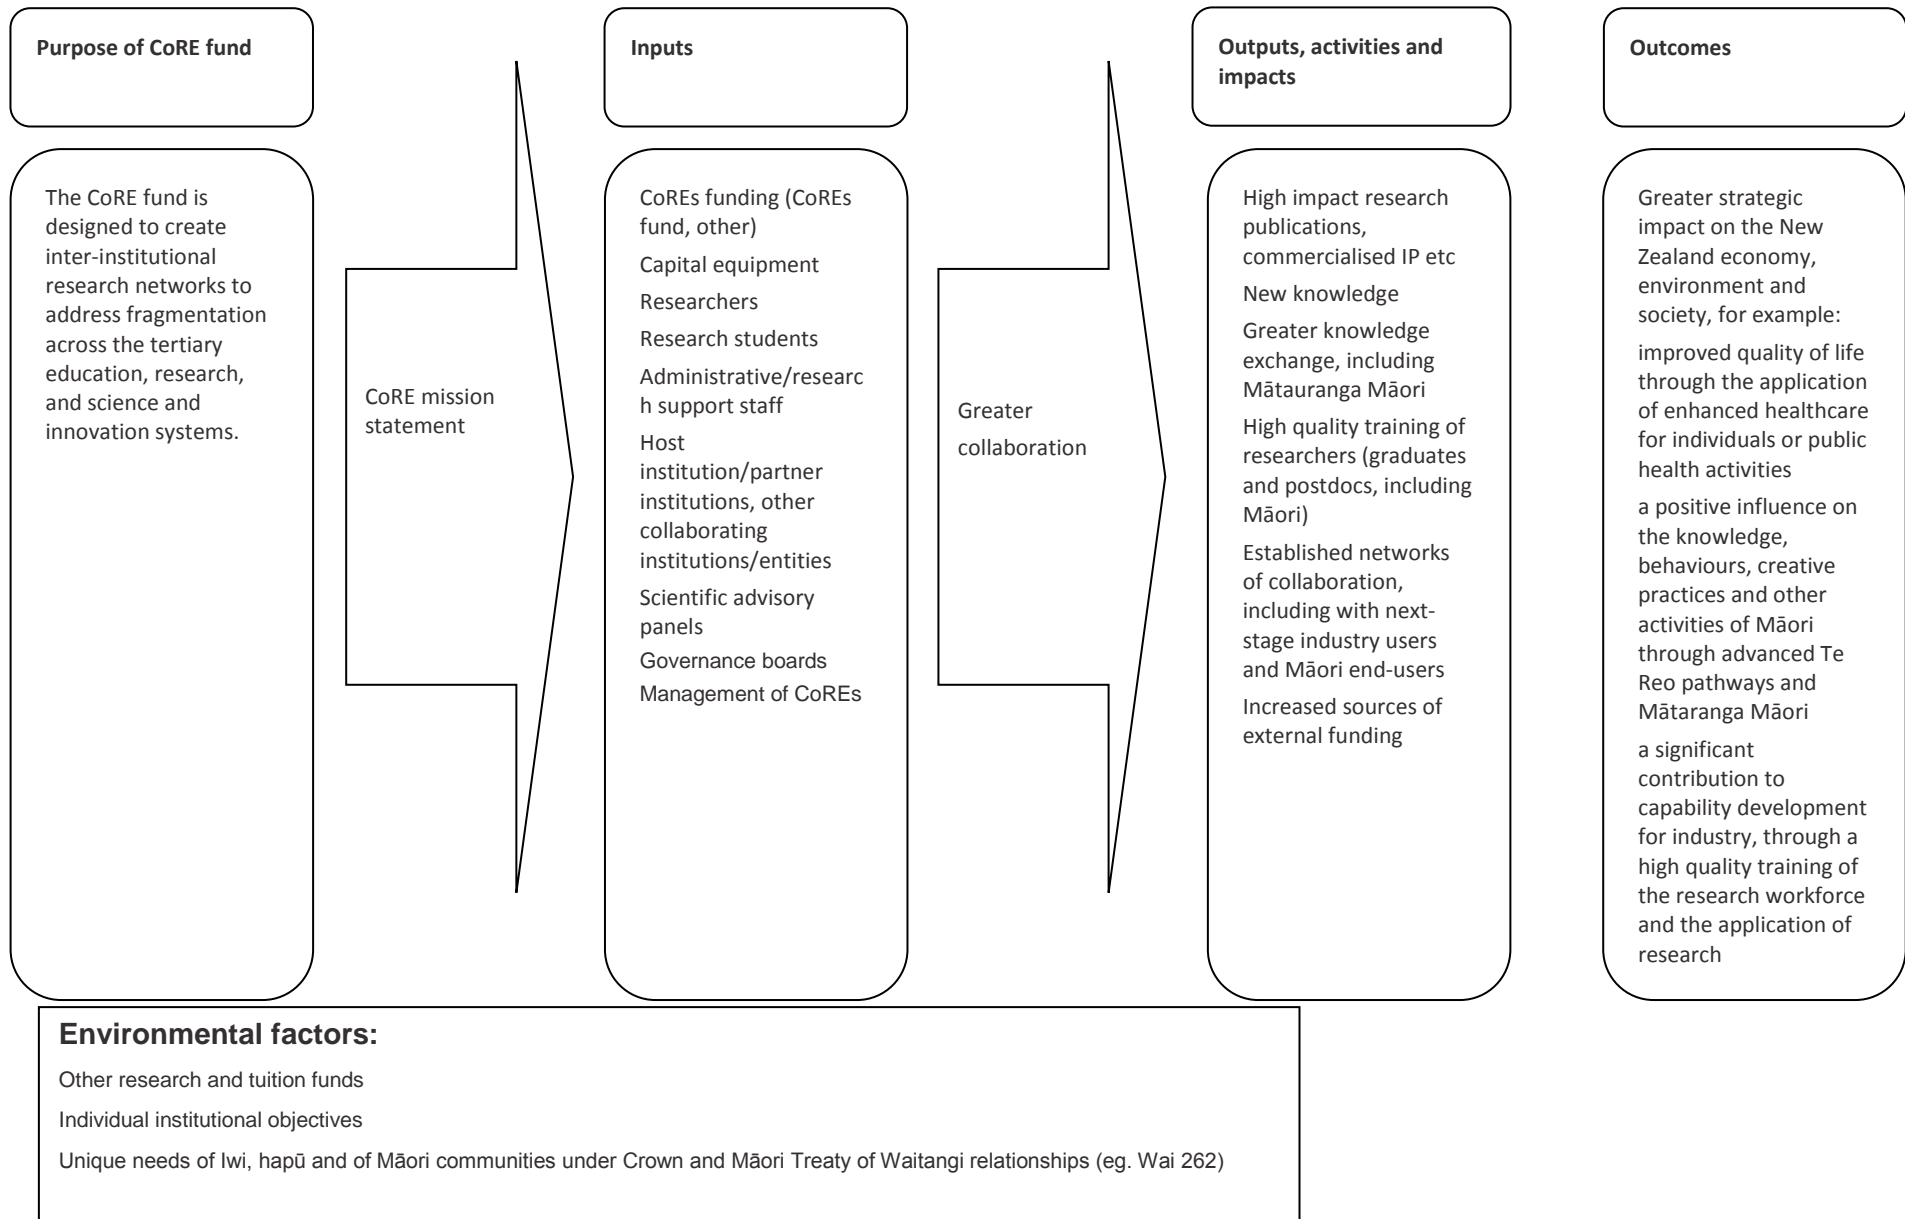 Purpose of CoRE fund
The CoRE fund is
designed to create
inter-institutional
research networks to
address fragmentation
across the tertiary
education, research,
and science and
innovation systems.
CoRE mission
statement
Inputs
CoREs funding (CoREs
fund, other)
Capital equipment
Researchers
Research students
Administrative/researc
h support staff
Host
institution/partner
institutions, other
collaborating
institutions/entities
Scientific advisory
panels
Governance boards
Management of CoREs
Greater
collaboration
Outputs, activities and
impacts
High impact research
publications,
commercialised IP etc
New knowledge
Greater knowledge
exchange, including
Mātauranga Māori
High quality training of
researchers (graduates
and postdocs, including
Māori)
Established networks
of collaboration,
including with next-
stage industry users
and Māori end-users
Increased sources of
external funding
Outcomes
Greater strategic
impact on the New
Zealand economy,
environment and
society, for example:
improved quality of life
through the application
of enhanced healthcare
for individuals or public
health activities
a positive influence on
the knowledge,
behaviours, creative
practices and other
activities of Māori
through advanced Te
Reo pathways and
Mātaranga Māori
a significant
contribution to
capability development
for industry, through a
high quality training of
the research workforce
and the application of
research
Environmental factors:
Other research and tuition funds
Individual institutional objectives
Unique needs of Iwi, hapū and of Māori communities under Crown and Māori Treaty of Waitangi relationships (eg. Wai 262)